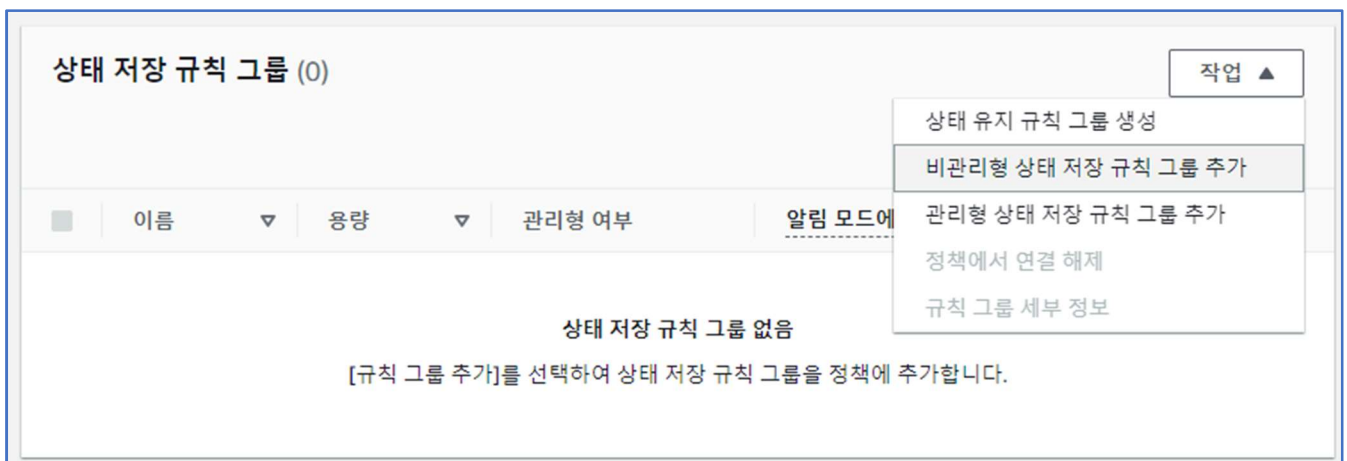 상태 저장 규칙 그룹 (0)
작업 ▲
상태 유지 규칙 그룹 생성
비관리형 상태 저장 규칙 그룹 추가
관리형 상태 저장 규칙 그룹 추가
정책에서 연결 해제
규칙 그룹 세부 정보
이름 용량 관리형 여부 알림 모드에
상태 저장 규칙 그룹 없음
[규칙 그룹 추가]를 선택하여 상태 저장 규칙 그룹을 정책에 추가합니다.